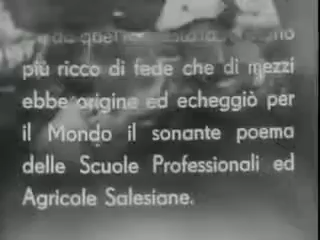 più ricco di fede che di mezzi
ebbe origine ed echeggiò per
il Mondo il sonante poema
delle Scuole Professionali ed
Agricole Salesiane.